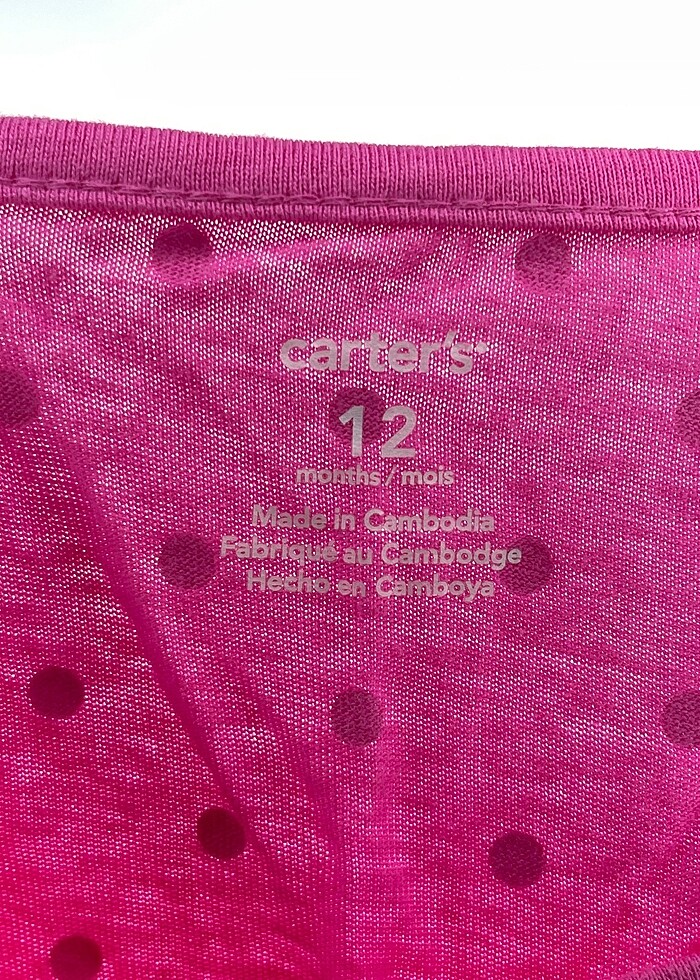 carter's
12
months/mois
Made in Cambodia
Fabriqué au Cambodge
Hecho en Camboya